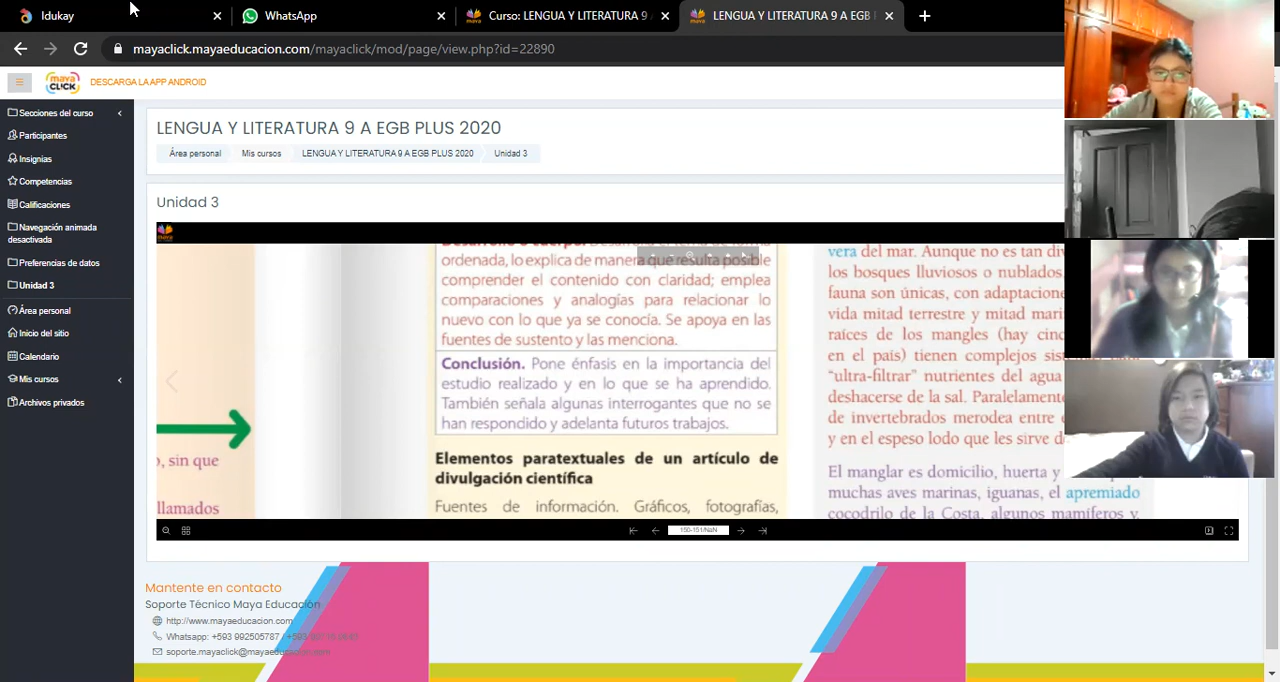 Idukay
WhatsApp
Curso: LENGUA Y LITERATURA 9
LENGUA Y LITERATURA 9 A EGB
mayaclick.mayaeducacion.com/mayaclick/mod/page/view.php?id=22890
maya
CLICK
DESCARGA LA APP ANDROID
Secciones del curso
Participantes
Insignias
Competencias
Calificaciones
Navegación animada
desactivada
Preferencias de datos
Unidad 3
Área personal
Inicio del sitio
Calendario
Mis cursos
Archivos privados
LENGUA Y LITERATURA 9 A EGB PLUS 2020
Área personal
Mis cursos
LENGUA Y LITERATURA 9 A EGB PLUS 2020
Unidad 3
Unidad 3
o, sin que
llamados
ordenada, lo explica de manera que resulta posible
comprender el contenido con claridad; emplea
comparaciones y analogías para relacionar lo
nuevo con lo que ya se conocía. Se apoya en las
fuentes de sustento y las menciona.
Conclusión. Pone énfasis en la importancia del
estudio realizado y en lo que se ha aprendido.
También señala algunas interrogantes que no se
han respondido y adelanta futuros trabajos.
Elementos paratextuales de un artículo de
divulgación científica
Fuentes de información. Gráficos, fotografías,
vera del mar. Aunque no es tan di
los bosques lluviosos o nublados
fauna son únicas, con adaptacione
vida mitad terrestre y mitad mari
raíces de los mangles (hay cinc
en el país) tienen complejos sis
"ultra-filtrar" nutrientes del agua
deshacerse de la sal. Paralelament
de invertebrados merodea entre
y en el espeso lodo que les sirve d
El manglar es domicilio, huerta y
muchas aves marinas, iguanas, el apremiado
cocodrilo de la Costa, algunos mamíferos y,
150-151/NaN
Mantente en contacto
Soporte Técnico Maya Educación
http://www.mayaeducacion.com
Whatsapp: +593 992505787 /
soporte.mayaclick@mayaeducacion.com